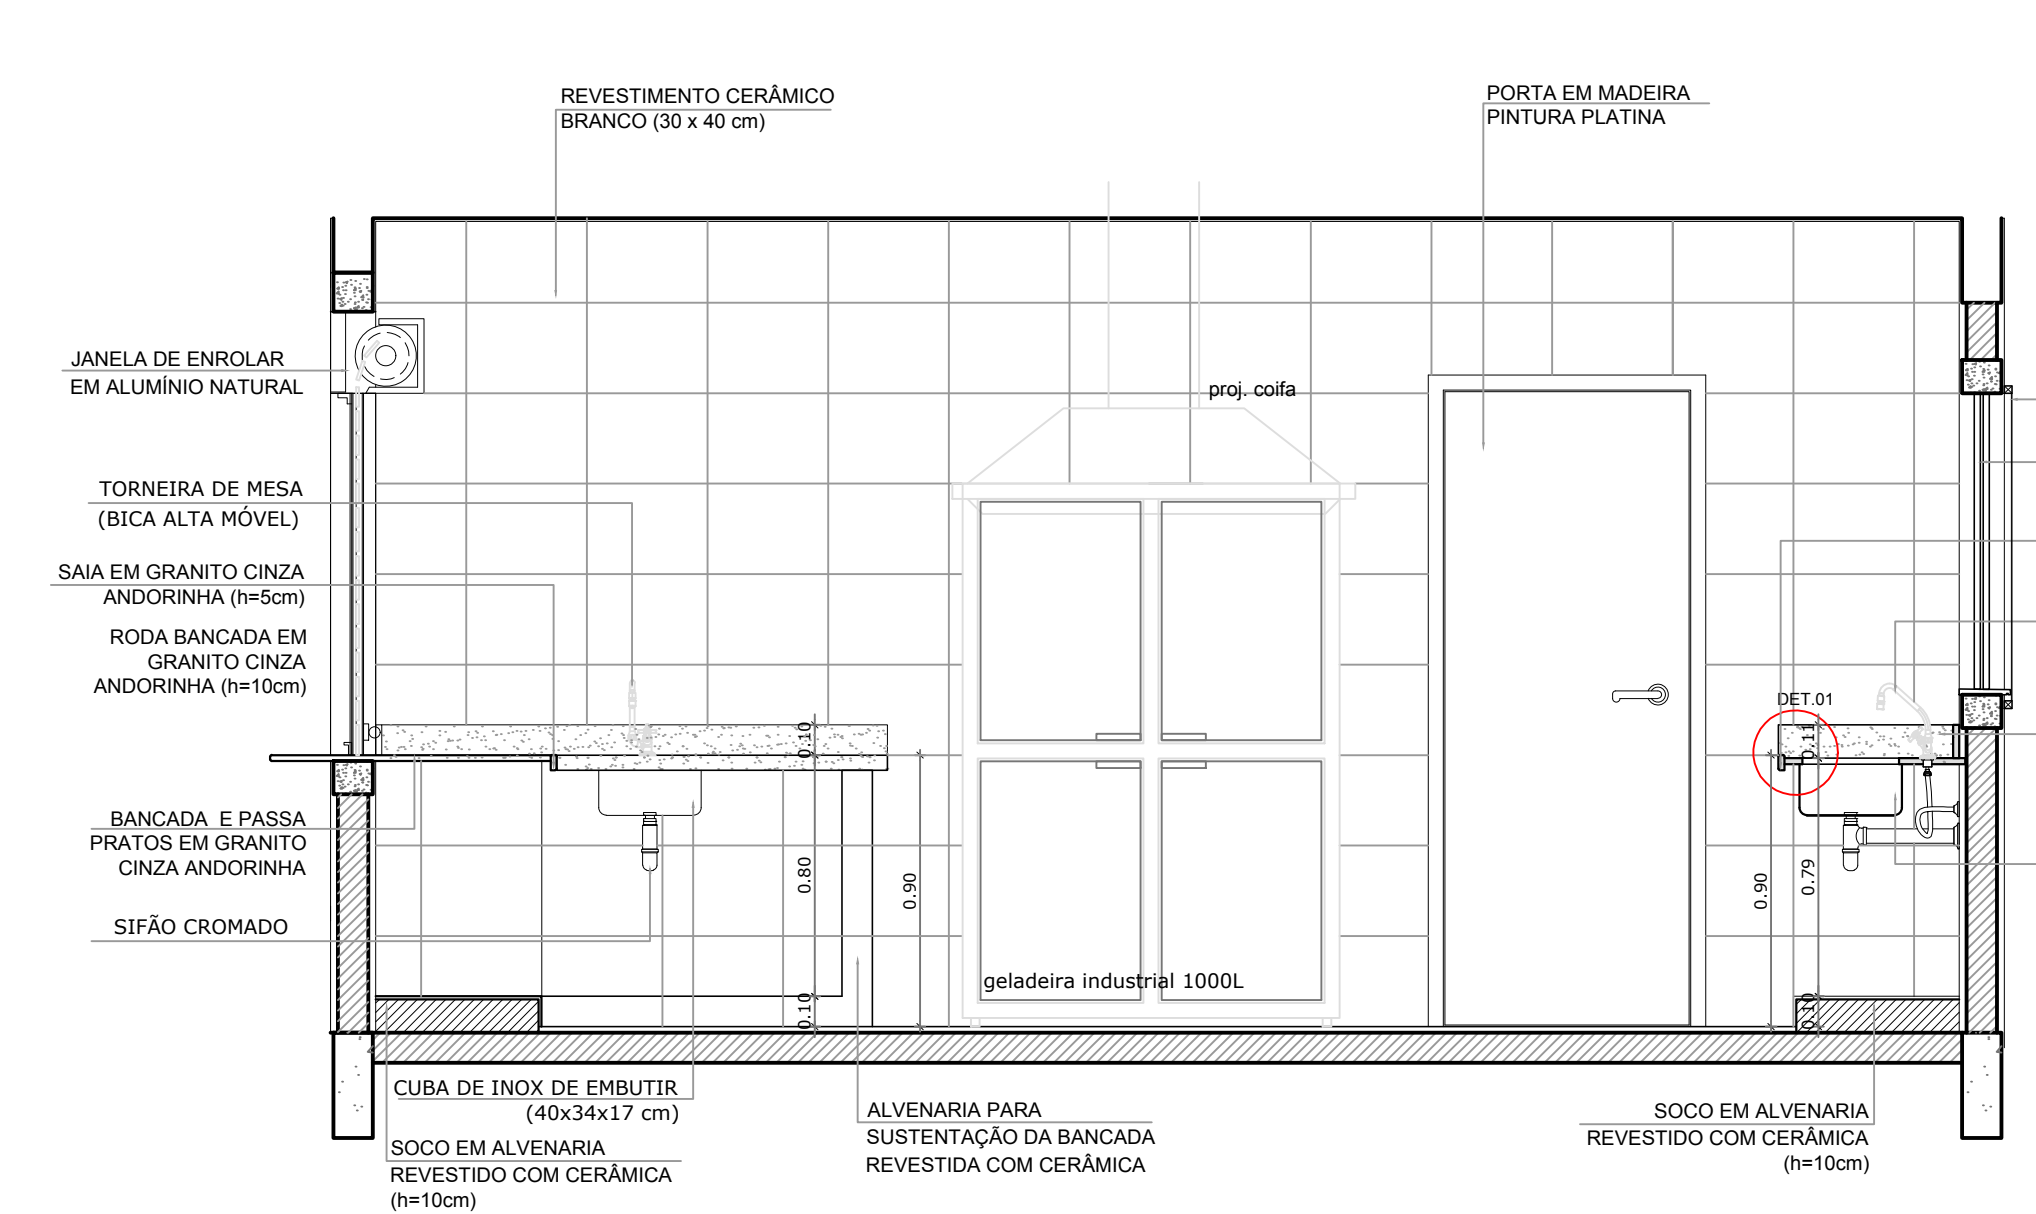 REVESTIMENTO CERÂMICO
BRANCO (30 x 40 cm)
PORTA EM MADEIRA
PINTURA PLATINA
JANELA DE ENROLAR
EM ALUMÍNIO NATURAL
proj. coifa
TORNEIRA DE MESA
(BICA ALTA MÓVEL)
SAIA EM GRANITO CINZA
ANDORINHA (h=5cm)
RODA BANCADA EM
GRANITO CINZA
ANDORINHA (h=10cm)
DET.01
0.10
0.11
BANCADA E PASSA
PRATOS EM GRANITO
CINZA ANDORINHA
0.80
0.90
0.90
0.79
SIFÃO CROMADO
geladeira industrial 1000L
0.10
0.10
CUBA DE INOX DE EMBUTIR
(40x34x17 cm)
SOCO EM ALVENARIA
REVESTIDO COM CERÂMICA
(h=10cm)
ALVENARIA PARA
SUSTENTAÇÃO DA BANCADA
REVESTIDA COM CERÂMICA
SOCO EM ALVENARIA
REVESTIDO COM CERÂMICA
(h=10cm)